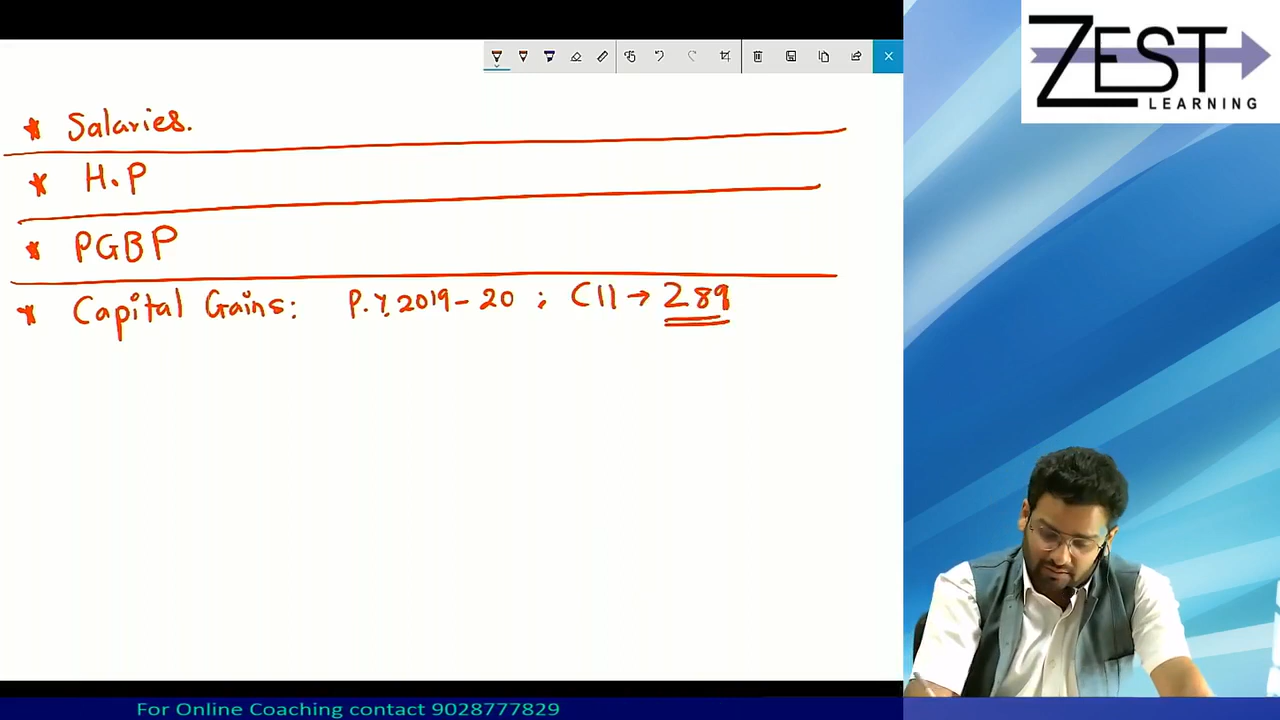 ZEST
LEARNING
★ Salaries.
★ H.P
★ PGBP
★ Capital Gains: P.Y. 2019-20 ; CII → 289
For Online Coaching contact 9028777829